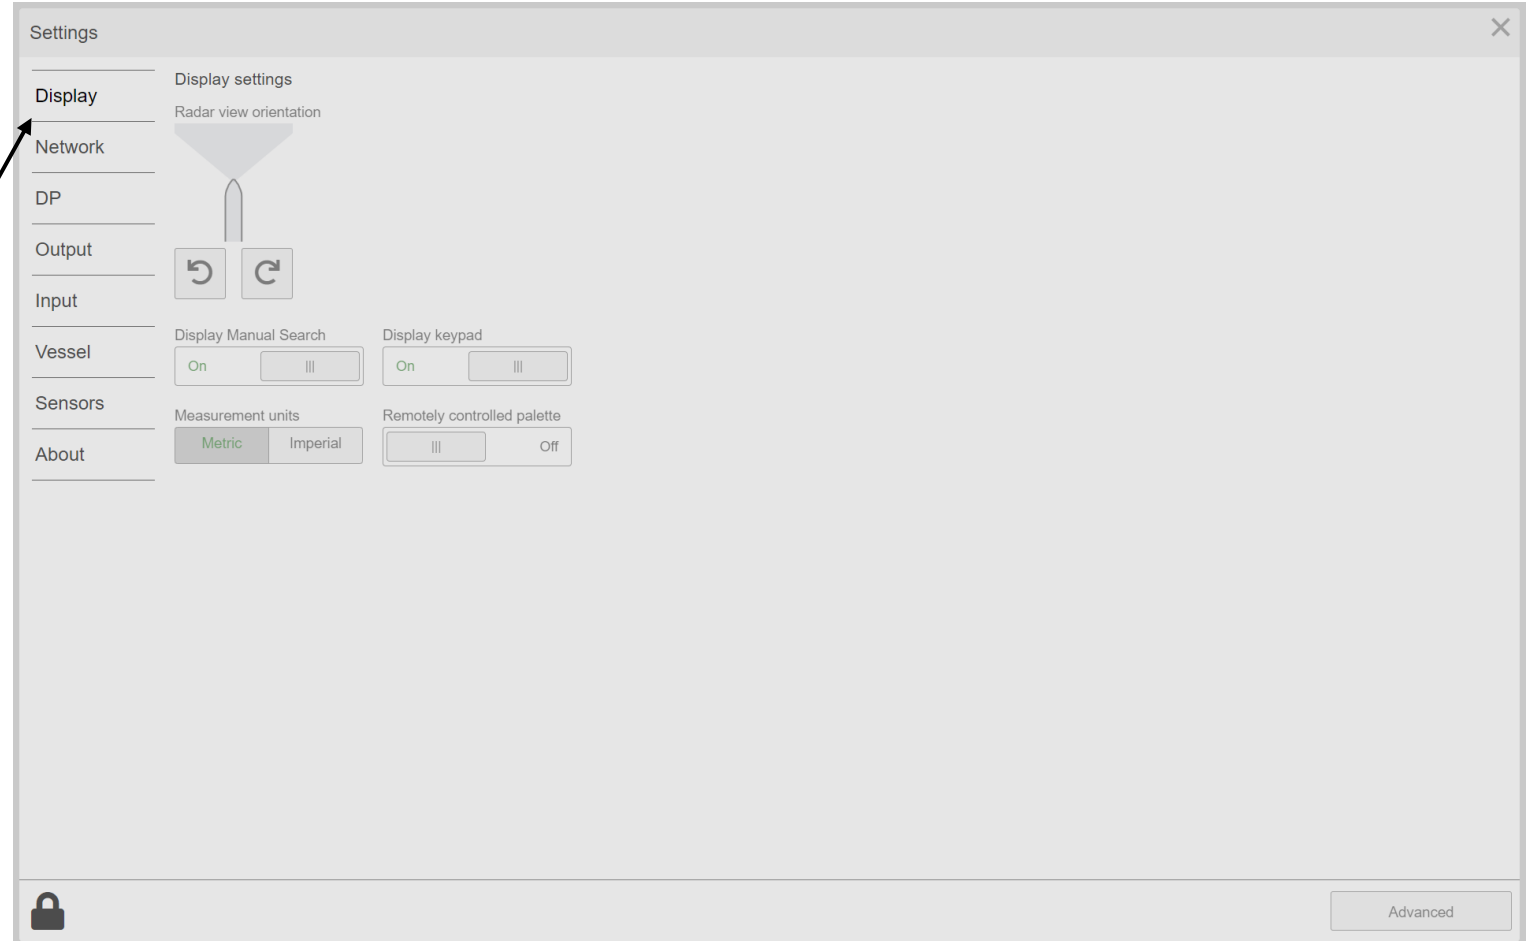 Settings
Display
Network
DP
Output
Input
Vessel
Sensors
About
Display settings
Radar view orientation
Display Manual Search
Display keypad
On
On
Measurement units
Remotely controlled palette
Metric
Imperial
Off
Advanced